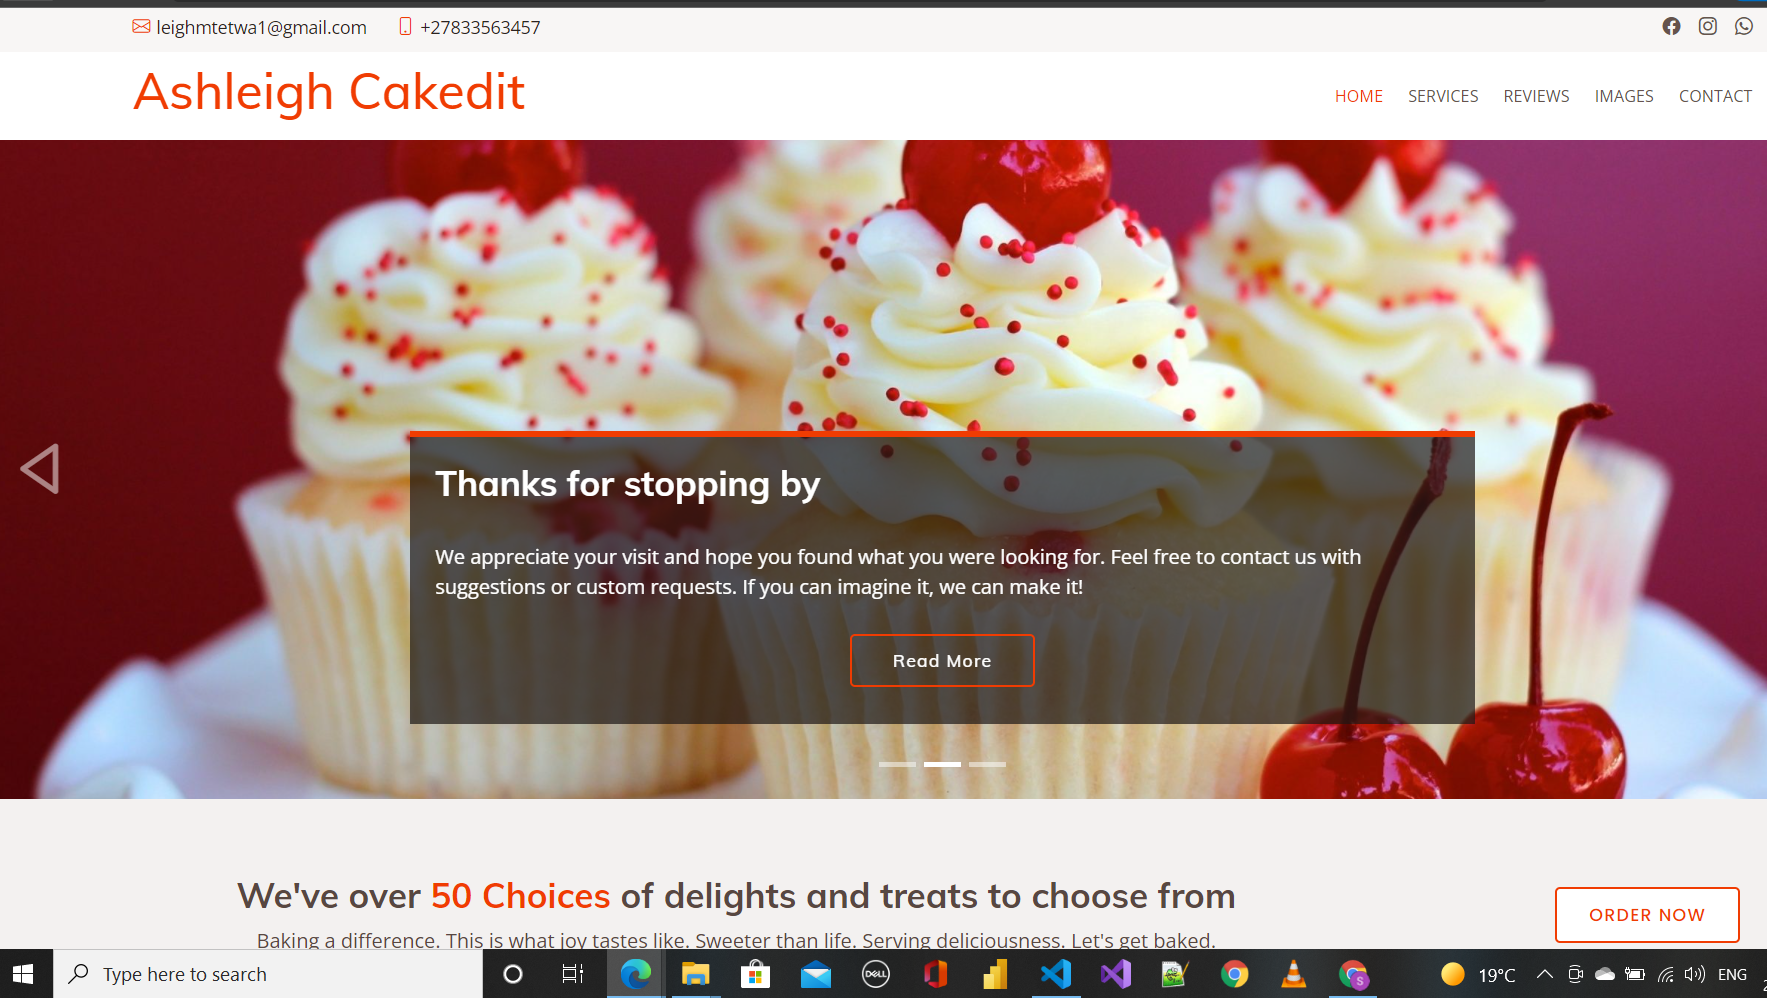 leighmtetwa1@gmail.com +27833563457
Ashleigh Cakedit
HOME SERVICES REVIEWS IMAGES CONTACT
Thanks for stopping by
We appreciate your visit and hope you found what you were looking for. Feel free to contact us with
suggestions or custom requests. If you can imagine it, we can make it!
Read More
We've over 50 Choices of delights and treats to choose from
ORDER NOW
Baking a difference. This is what joy tastes like. Sweeter than life. Serving deliciousness. Let's get baked.
Type here to search
DELL
S
19°C
ENG